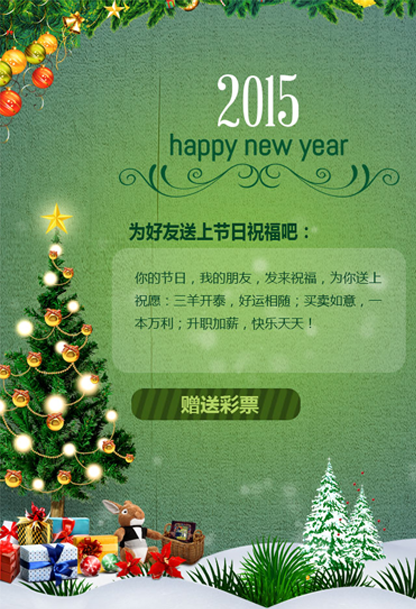 2015
happy new year
为好友送上节日祝福吧：
你的节日，我的朋友，发来祝福，为你送上
祝愿：三羊开泰，好运相随；买卖如意，一
本万利；升职加薪，快乐天天！
赠送彩票